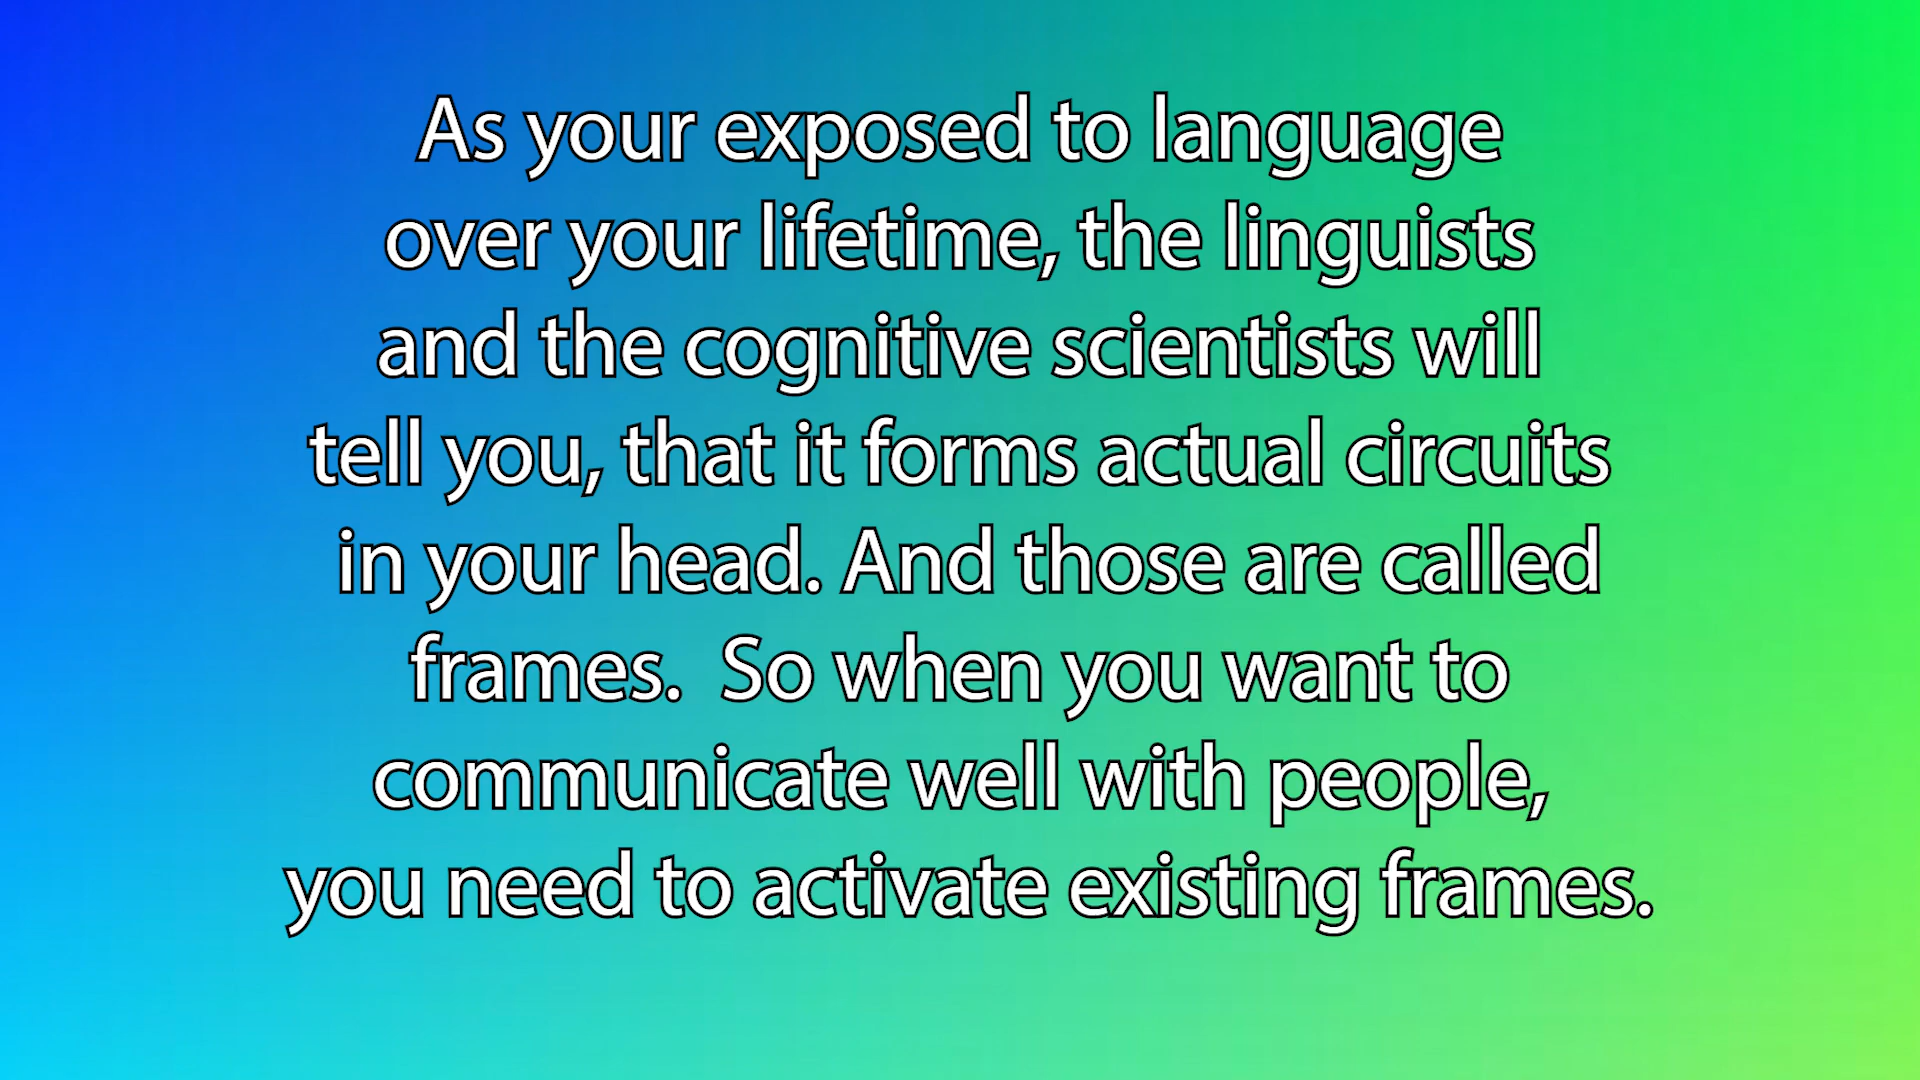 As your exposed to language
over your lifetime, the linguists
and the cognitive scientists will
tell you, that it forms actual circuits
in your head. And those are called
frames.  So when you want to
communicate well with people,
you need to activate existing frames.